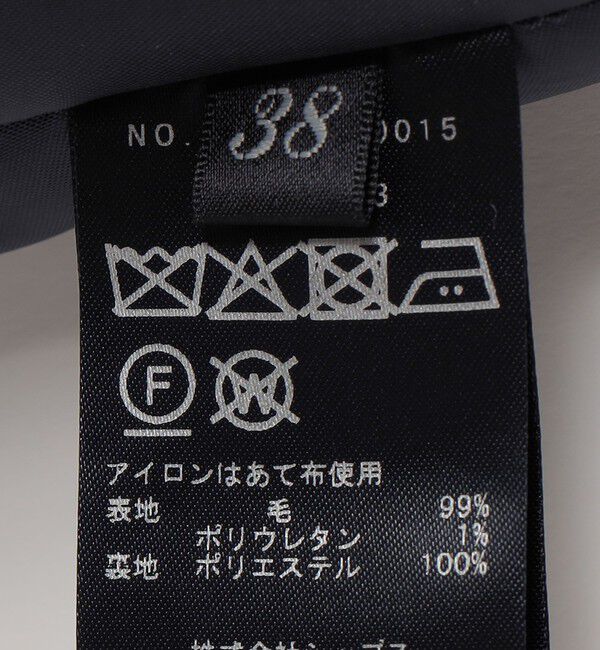 38
NO. 0015
3
F
W
アイロンはあて布使用
表地 毛 99%
ポリウレタン 1%
裏地 ポリエステル 100%